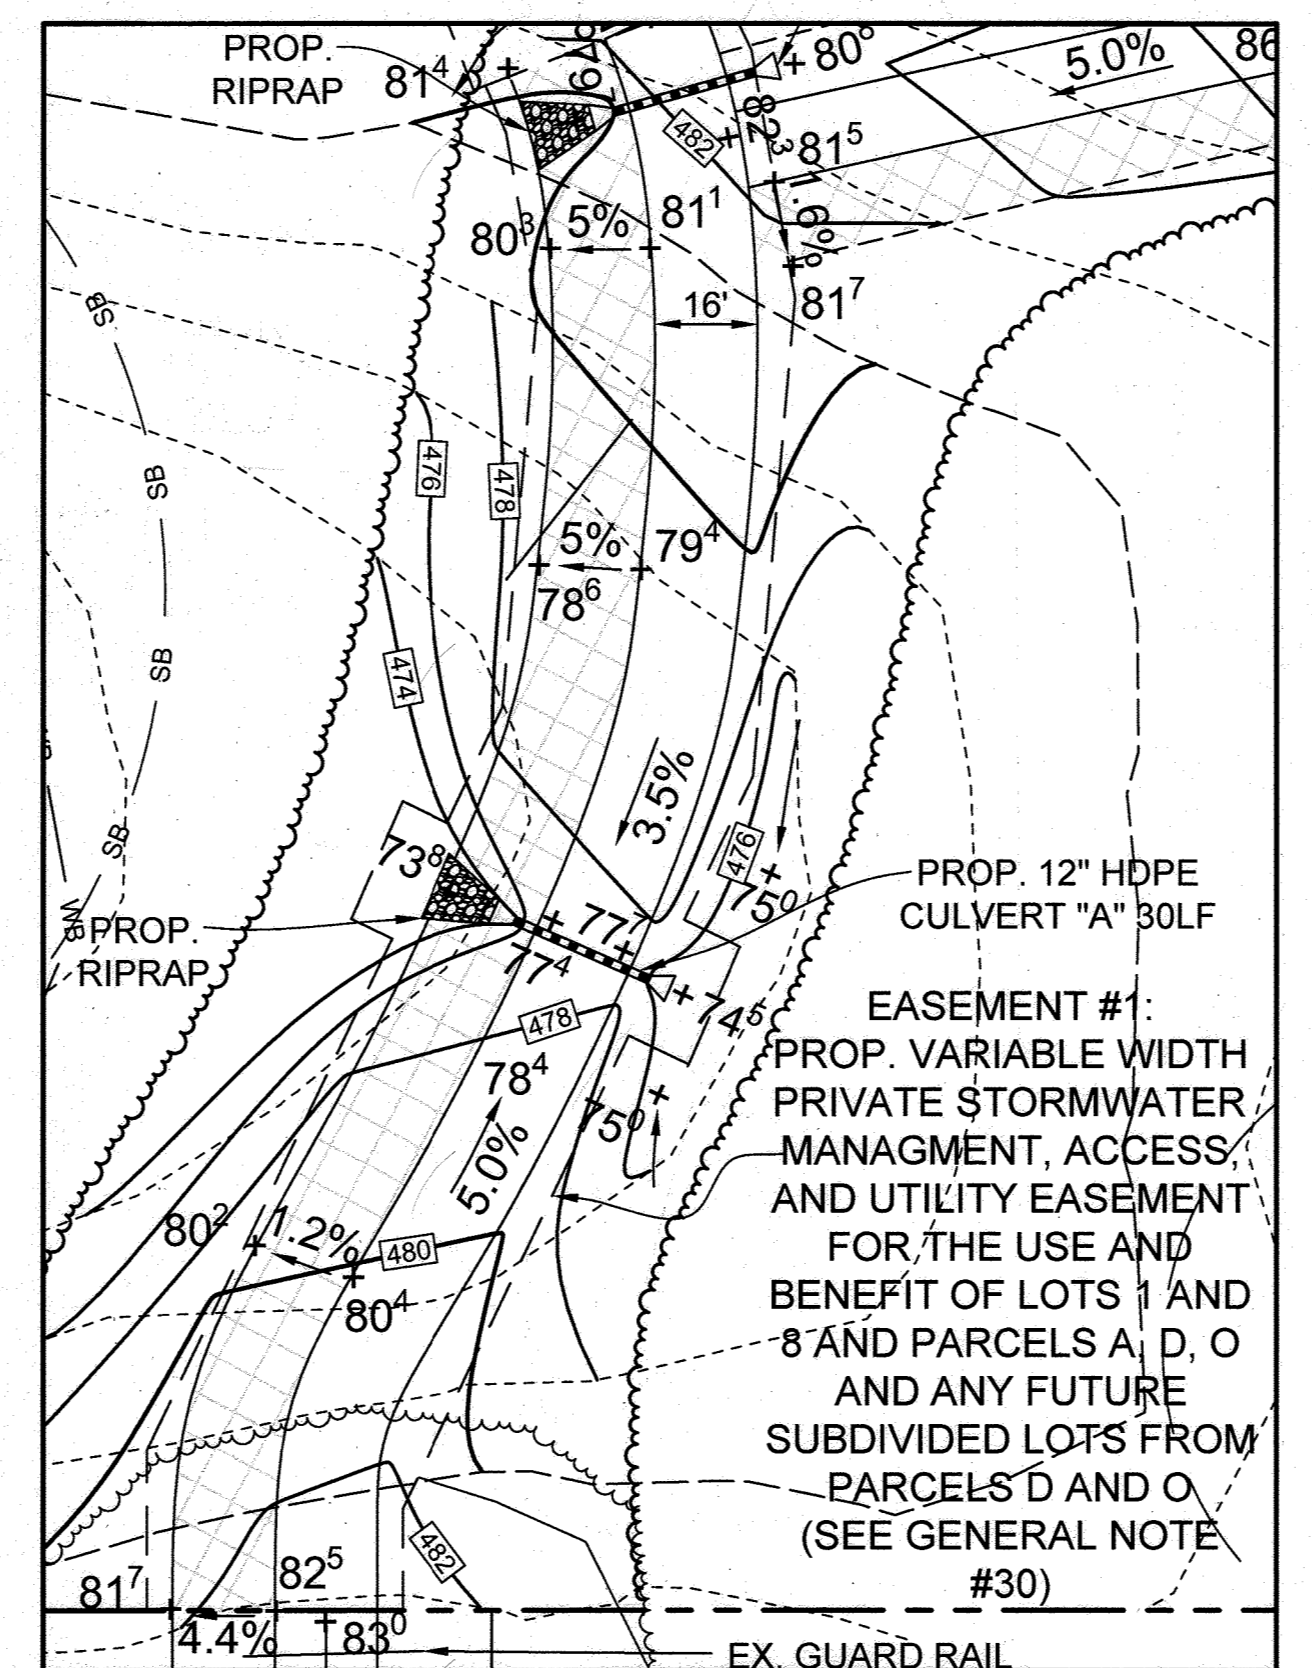 PROP.
RIPRAP
81⁴
79
80⁰
5.0%
86
482
82³
81⁵
1.6%
80³
5%
81¹
81⁷
16'
SB
476
478
SB
5%
79⁴
78⁶
SB
474
3.5%
SB
476
73⁸
75⁰
PROP. 12" HDPE
CULVERT "A" 30LF
WB
PROP.
RIPRAP
77⁷
77⁴
74⁵
478
78⁴
75⁰
5.0%
EASEMENT #1:
PROP. VARIABLE WIDTH
PRIVATE STORMWATER
MANAGMENT, ACCESS,
AND UTILITY EASEMENT
FOR THE USE AND
BENEFIT OF LOTS 1 AND
8 AND PARCELS A, D, O
AND ANY FUTURE
SUBDIVIDED LOTS FROM
PARCELS D AND O
(SEE GENERAL NOTE
#30)
80²
1.2%
480
80⁴
482
81⁷
82⁵
4.4%
83⁰
EX. GUARD RAIL